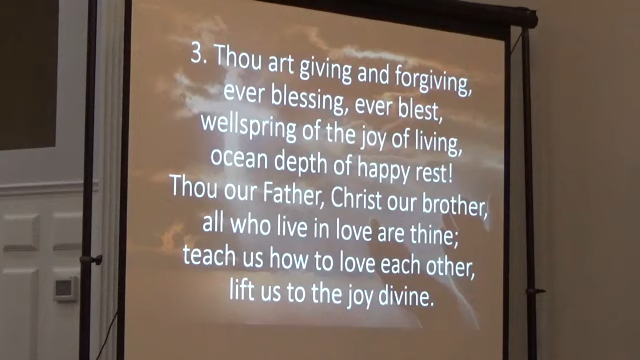 3. Thou art giving and forgiving,
ever blessing, ever blest,
wellspring of the joy of living,
ocean depth of happy rest!
Thou our Father, Christ our brother,
all who live in love are thine;
teach us how to love each other,
lift us to the joy divine.